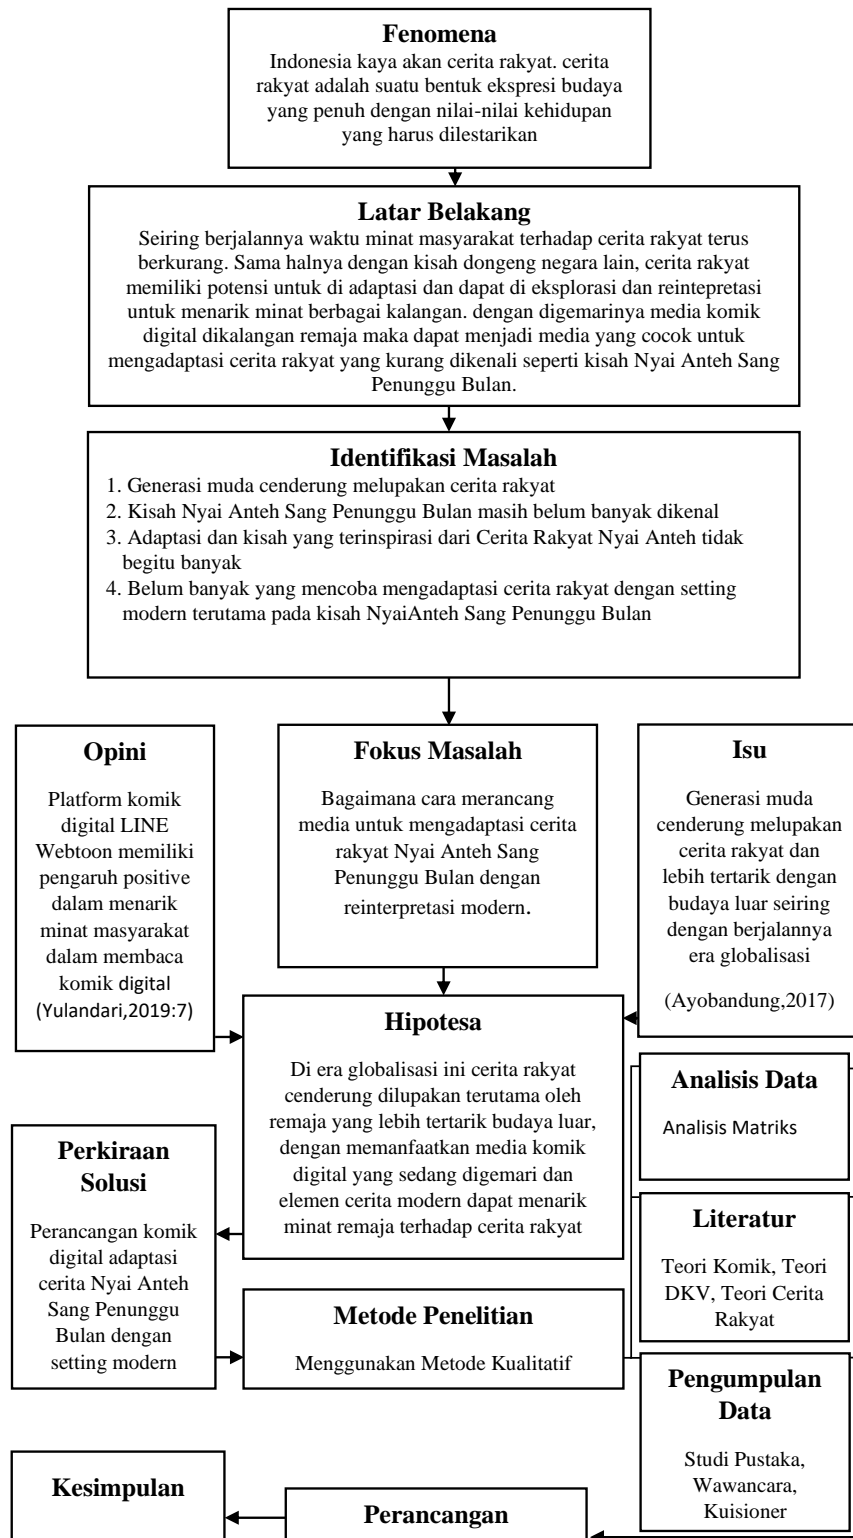 Fenomena
Indonesia kaya akan cerita rakyat. cerita
rakyat adalah suatu bentuk ekspresi budaya
yang penuh dengan nilai-nilai kehidupan
yang harus dilestarikan
Latar Belakang
Seiring berjalannya waktu minat masyarakat terhadap cerita rakyat terus
berkurang. Sama halnya dengan kisah dongeng negara lain, cerita rakyat
memiliki potensi untuk di adaptasi dan dapat di eksplorasi dan reintepretasi
untuk menarik minat berbagai kalangan. dengan digemarinya media komik
digital dikalangan remaja maka dapat menjadi media yang cocok untuk
mengadaptasi cerita rakyat yang kurang dikenali seperti kisah Nyai Anteh Sang
Penunggu Bulan.
Identifikasi Masalah
1. Generasi muda cenderung melupakan cerita rakyat
2. Kisah Nyai Anteh Sang Penunggu Bulan masih belum banyak dikenal
3. Adaptasi dan kisah yang terinspirasi dari Cerita Rakyat Nyai Anteh tidak
begitu banyak
4. Belum banyak yang mencoba mengadaptasi cerita rakyat dengan setting
modern terutama pada kisah NyaiAnteh Sang Penunggu Bulan
Opini
Platform komik
digital LINE
Webtoon memiliki
pengaruh positive
dalam menarik
minat masyarakat
dalam membaca
komik digital
(Yulandari,2019:7)
Fokus Masalah
Bagaimana cara merancang
media untuk mengadaptasi cerita
rakyat Nyai Anteh Sang
Penunggu Bulan dengan
reinterpretasi modern.
Isu
Generasi muda
cenderung melupakan
cerita rakyat dan
lebih tertarik dengan
budaya luar seiring
dengan berjalannya
era globalisasi
(Ayobandung,2017)
Hipotesa
Di era globalisasi ini cerita rakyat
cenderung dilupakan terutama oleh
remaja yang lebih tertarik budaya luar,
dengan memanfaatkan media komik
digital yang sedang digemari dan
elemen cerita modern dapat menarik
minat remaja terhadap cerita rakyat
Analisis Data
Analisis Matriks
Perkiraan
Solusi
Perancangan komik
digital adaptasi
cerita Nyai Anteh
Sang Penunggu
Bulan dengan
setting modern
Literatur
Teori Komik, Teori
DKV, Teori Cerita
Rakyat
Metode Penelitian
Menggunakan Metode Kualitatif
Pengumpulan
Data
Studi Pustaka,
Wawancara,
Kuisioner
Kesimpulan
Perancangan